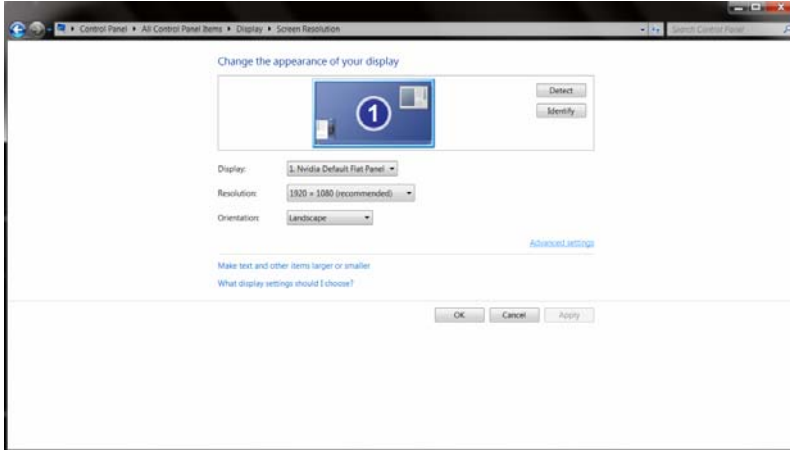 Control Panel ▸ All Control Panel Items ▸ Display ▸ Screen Resolution
Search Control Panel
Change the appearance of your display
1
Detect
Identify
Display: 1. Nvidia Default Flat Panel
Resolution: 1920 × 1080 (recommended)
Orientation: Landscape
Advanced settings
Make text and other items larger or smaller
What display settings should I choose?
OK Cancel Apply